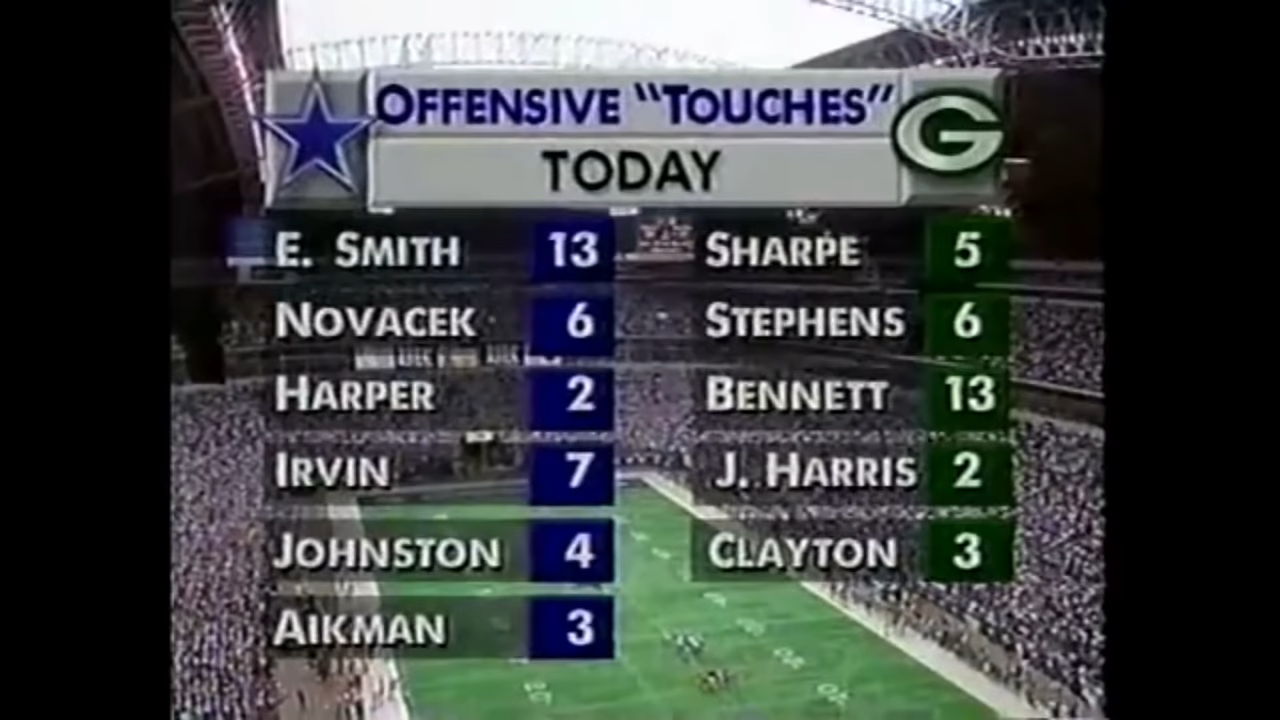 OFFENSIVE "TOUCHES"
TODAY
E. SMITH 13
NOVACEK 6
HARPER 2
IRVIN 7
JOHNSTON 4
AIKMAN 3
G
SHARPE 5
STEPHENS 6
BENNETT 13
J. HARRIS 2
CLAYTON 3